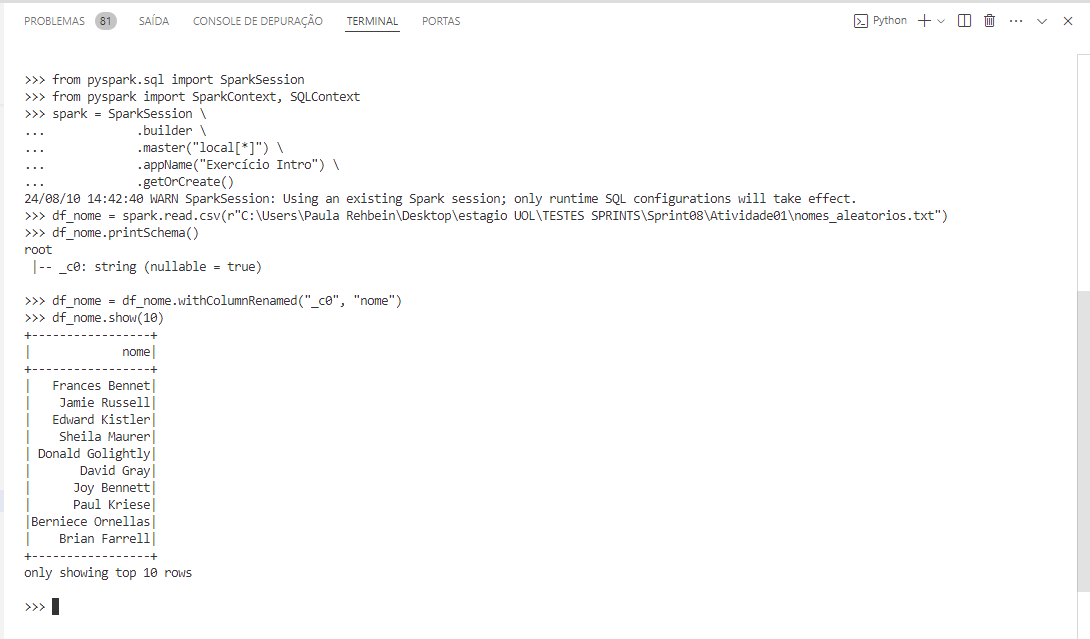 PROBLEMAS 81 SAÍDA CONSOLE DE DEPURAÇÃO TERMINAL PORTAS Python
>>> from pyspark.sql import SparkSession
>>> from pyspark import SparkContext, SQLContext
>>> spark = SparkSession \
...             .builder \
...             .master("local[*]") \
...             .appName("Exercício Intro") \
...             .getOrCreate()
24/08/10 14:42:40 WARN SparkSession: Using an existing Spark session; only runtime SQL configurations will take effect.
>>> df_nome = spark.read.csv(r"C:\Users\Paula Rehbein\Desktop\estagio UOL\TESTES SPRINTS\Sprint08\Atividade01\nomes_aleatorios.txt")
>>> df_nome.printSchema()
root
 |-- _c0: string (nullable = true)
>>> df_nome = df_nome.withColumnRenamed("_c0", "nome")
>>> df_nome.show(10)
+-----------------+
|             nome|
+-----------------+
|   Frances Bennet|
|    Jamie Russell|
|   Edward Kistler|
|    Sheila Maurer|
| Donald Golightly|
|       David Gray|
|      Joy Bennett|
|      Paul Kriese|
|Berniece Ornellas|
|    Brian Farrell|
+-----------------+
only showing top 10 rows
>>>